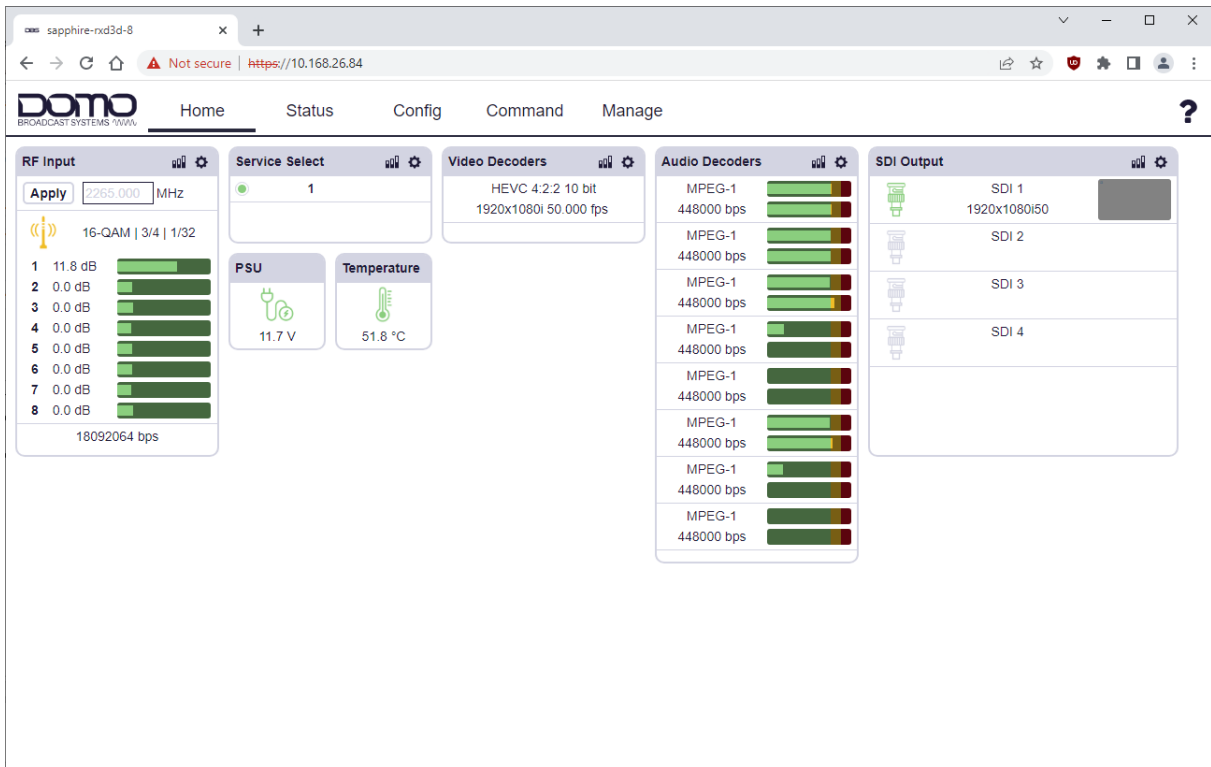 sapphire-rxd3d-8
Not secure | https://10.168.26.84
DOMO
BROADCAST SYSTEMS
Home Status Config Command Manage ?
RF Input
Apply 2265.000 MHz
16-QAM | 3/4 | 1/32
1 11.8 dB
2 0.0 dB
3 0.0 dB
4 0.0 dB
5 0.0 dB
6 0.0 dB
7 0.0 dB
8 0.0 dB
18092064 bps
Service Select
1
PSU
11.7 V
Temperature
51.8 °C
Video Decoders
HEVC 4:2:2 10 bit
1920x1080i 50.000 fps
Audio Decoders
MPEG-1
448000 bps
MPEG-1
448000 bps
MPEG-1
448000 bps
MPEG-1
448000 bps
MPEG-1
448000 bps
MPEG-1
448000 bps
MPEG-1
448000 bps
MPEG-1
448000 bps
SDI Output
SDI 1
1920x1080i50
SDI 2
SDI 3
SDI 4